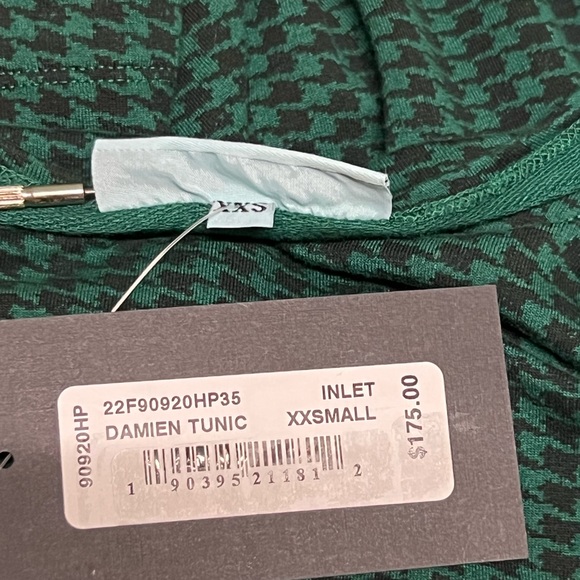 XXS
90920HP
22F90920HP35 INLET
DAMIEN TUNIC XXSMALL
$175.00
1 90395 21181 2